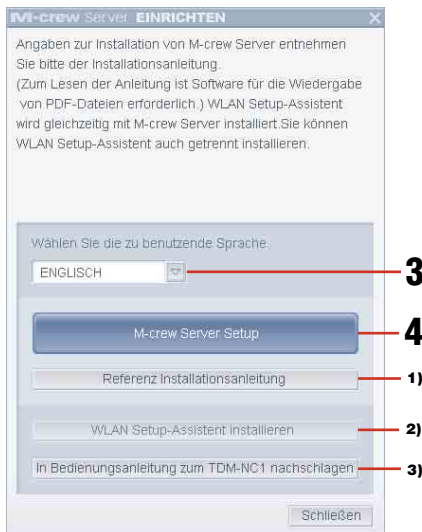 M-crew Server EINRICHTEN X
Angaben zur Installation von M-crew Server entnehmen
Sie bitte der Installationsanleitung.
(Zum Lesen der Anleitung ist Software für die Wiedergabe
von PDF-Dateien erforderlich.) WLAN Setup-Assistent
wird gleichzeitig mit M-crew Server installiert.Sie können
WLAN Setup-Assistent auch getrennt installieren.
Wählen Sie die zu benutzende Sprache.
ENGLISCH 3
M-crew Server Setup 4
Referenz Installationsanleitung 1)
WLAN Setup-Assistent installieren 2)
In Bedienungsanleitung zum TDM-NC1 nachschlagen 3)
Schließen